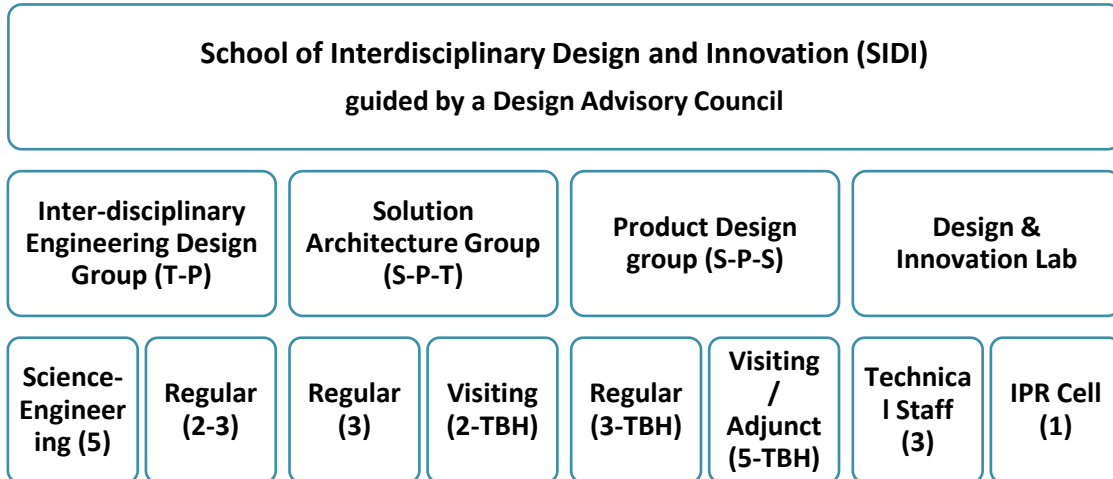 School of Interdisciplinary Design and Innovation (SIDI)
guided by a Design Advisory Council
Inter-disciplinary
Engineering Design
Group (T-P)
Solution
Architecture Group
(S-P-T)
Product Design
group (S-P-S)
Design &
Innovation Lab
Science-
Engineer
ing (5)
Regular
(2-3)
Regular
(3)
Visiting
(2-TBH)
Regular
(3-TBH)
Visiting
/
Adjunct
(5-TBH)
Technica
l Staff
(3)
IPR Cell
(1)